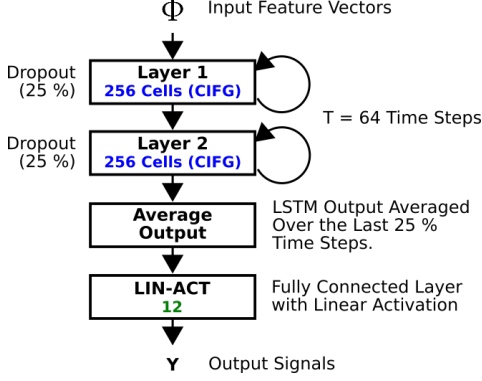 Φ Input Feature Vectors
Dropout
(25 %)
Layer 1
256 Cells (CIFG)
T = 64 Time Steps
Dropout
(25 %)
Layer 2
256 Cells (CIFG)
Average
Output
LSTM Output Averaged
Over the Last 25 %
Time Steps.
LIN-ACT
12
Fully Connected Layer
with Linear Activation
Y Output Signals